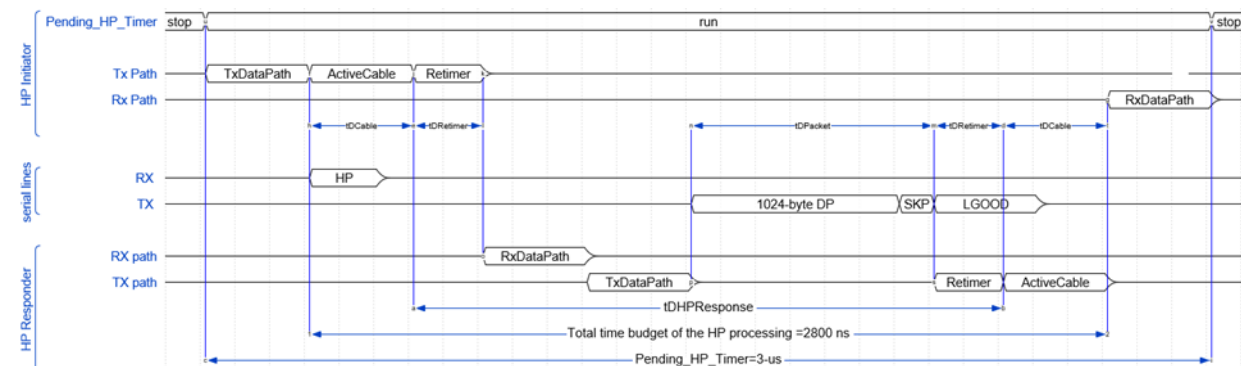 Pending_HP_Timer stop run stop
HP Initiator
Tx Path TxDataPath ActiveCable Retimer
Rx Path RxDataPath
tDCable tDRetimer tDPacket tDRetimer tDCable
serial lines
RX HP
TX 1024-byte DP SKP LGOOD
HP Responder
RX path RxDataPath
TX path TxDataPath Retimer ActiveCable
tDHPResponse
Total time budget of the HP processing =2800 ns
Pending_HP_Timer=3-us